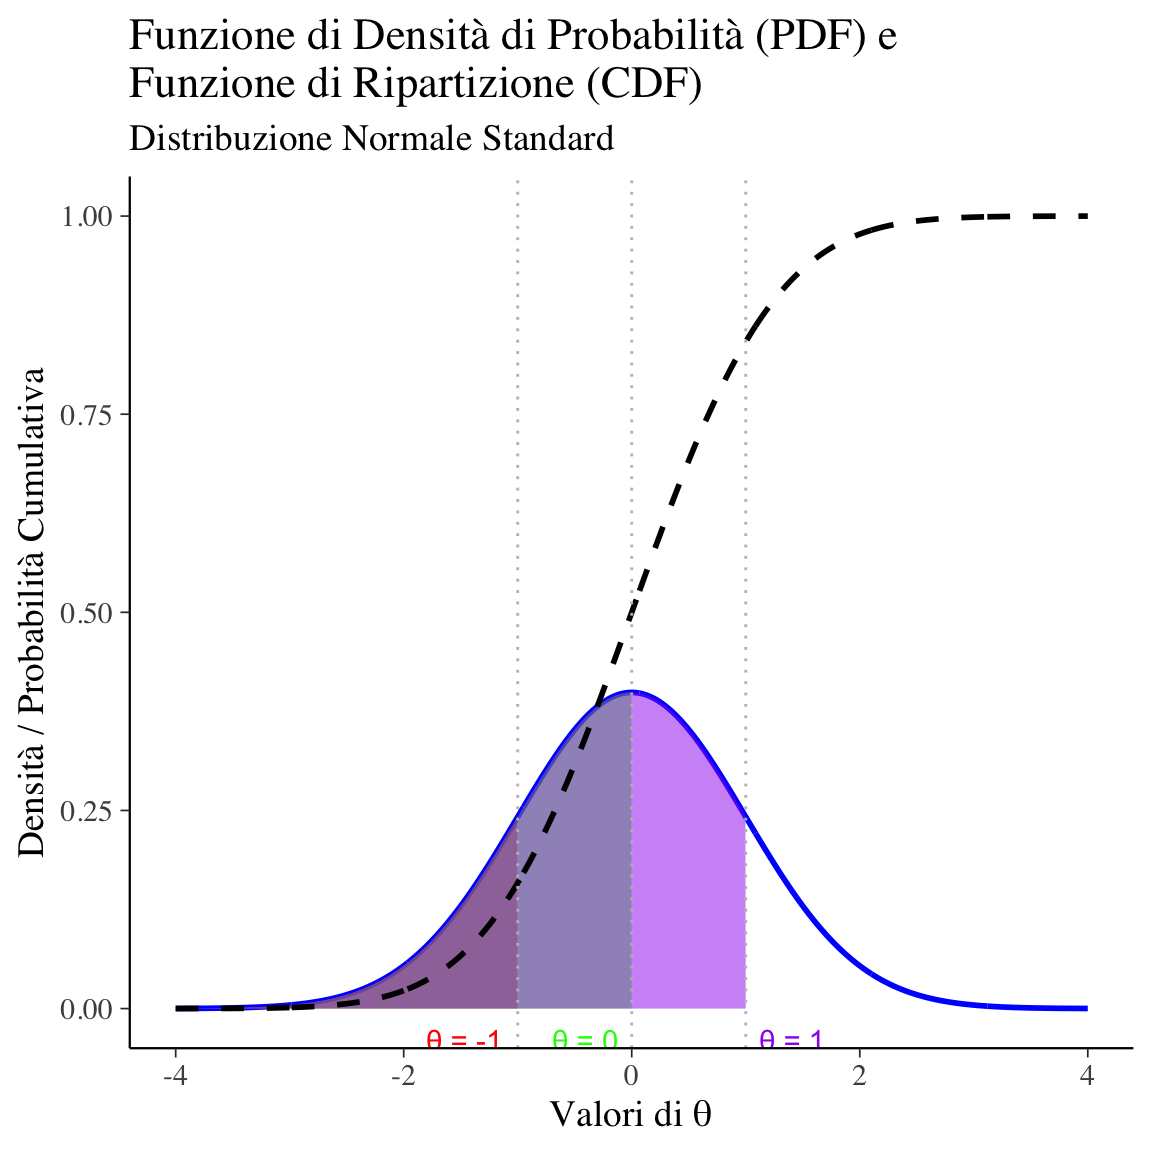 Funzione di Densità di Probabilità (PDF) e
Funzione di Ripartizione (CDF)
Distribuzione Normale Standard
Densità / Probabilità Cumulativa
1.00
0.75
0.50
0.25
0.00
θ = -1
θ = 0
θ = 1
-4
-2
0
2
4
Valori di θ